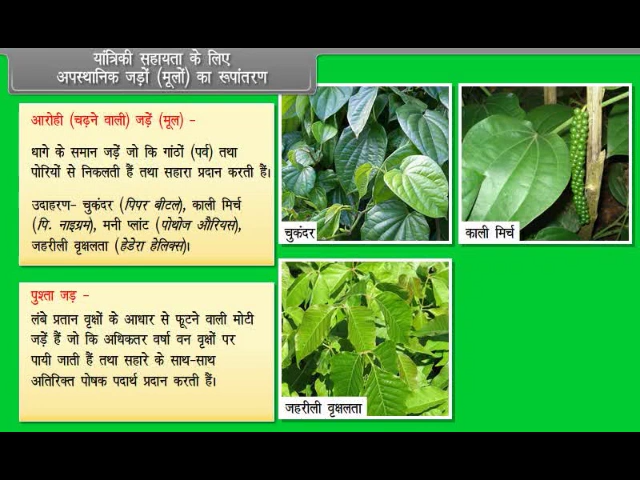 यांत्रिकी सहायता के लिए
अपस्थानिक जड़ों (मूलों) का रूपांतरण
आरोही (चढ़ने वाली) जड़ें (मूल) -
धागे के समान जड़ें जो कि गांठों (पर्व) तथा
पोरियों से निकलती हैं तथा सहारा प्रदान करती हैं।
उदाहरण- चुकंदर (पिपर बीटल), काली मिर्च
(पि. नाइग्रम), मनी प्लांट (पोथोज औरियस),
जहरीली वृक्षलता (हेडेरा हेलिक्स)।
चुकंदर
काली मिर्च
पुश्ता जड़ -
लंबे प्रतान वृक्षों के आधार से फूटने वाली मोटी
जड़ें हैं जो कि अधिकतर वर्षा वन वृक्षों पर
पायी जाती हैं तथा सहारे के साथ-साथ
अतिरिक्त पोषक पदार्थ प्रदान करती हैं।
जहरीली वृक्षलता